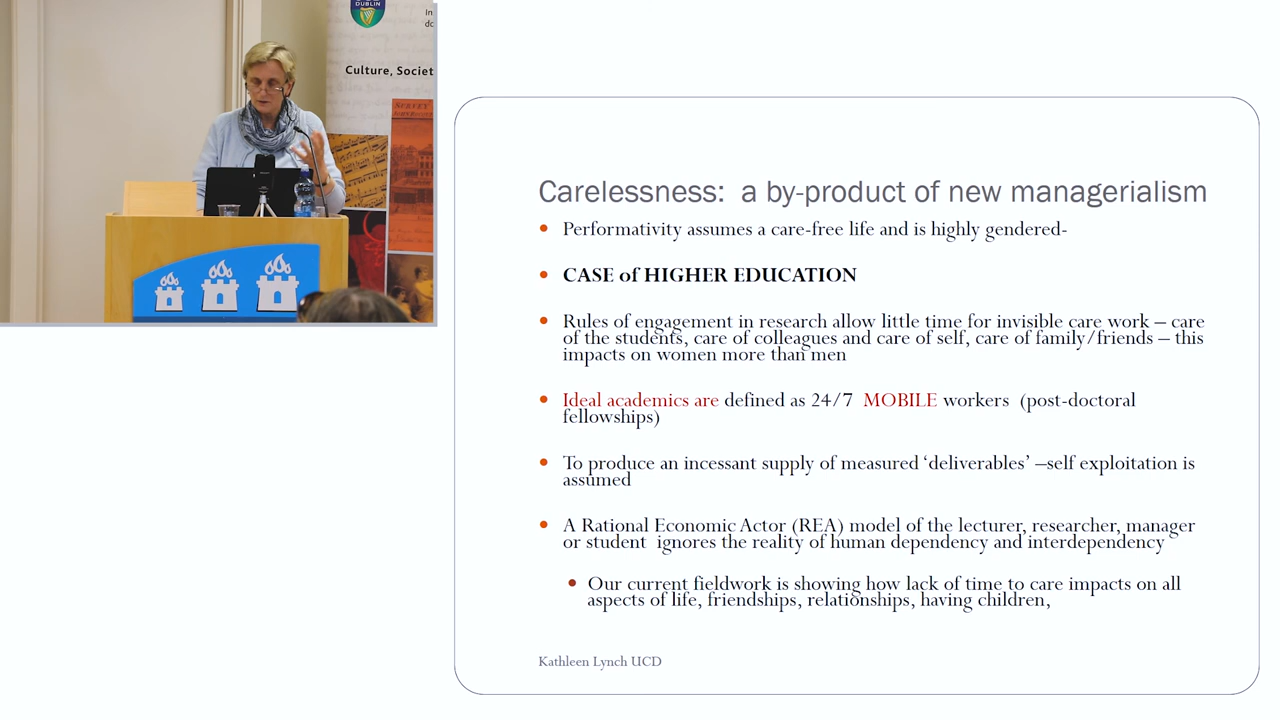 DUBLIN
In
do
Culture, Societ
SURVEY
Carelessness: a by-product of new managerialism
Performativity assumes a care-free life and is highly gendered-
CASE of HIGHER EDUCATION
Rules of engagement in research allow little time for invisible care work – care
of the students, care of colleagues and care of self, care of family/friends – this
impacts on women more than men
Ideal academics are defined as 24/7 MOBILE workers (post-doctoral
fellowships)
To produce an incessant supply of measured ‘deliverables’ –self exploitation is
assumed
A Rational Economic Actor (REA) model of the lecturer, researcher, manager
or student ignores the reality of human dependency and interdependency
Our current fieldwork is showing how lack of time to care impacts on all
aspects of life, friendships, relationships, having children,
Kathleen Lynch UCD